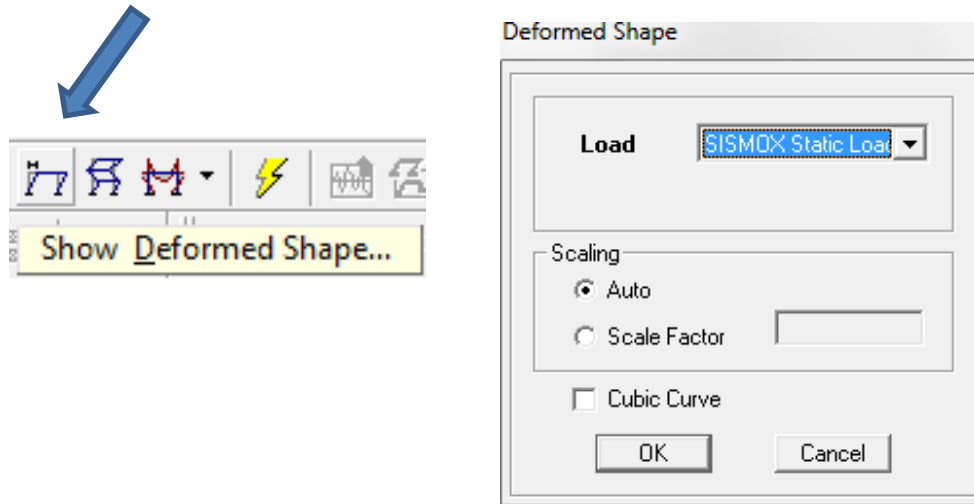 Show Deformed Shape...
Deformed Shape
Load
SISMOX Static Load
Scaling
Auto
Scale Factor
Cubic Curve
OK
Cancel